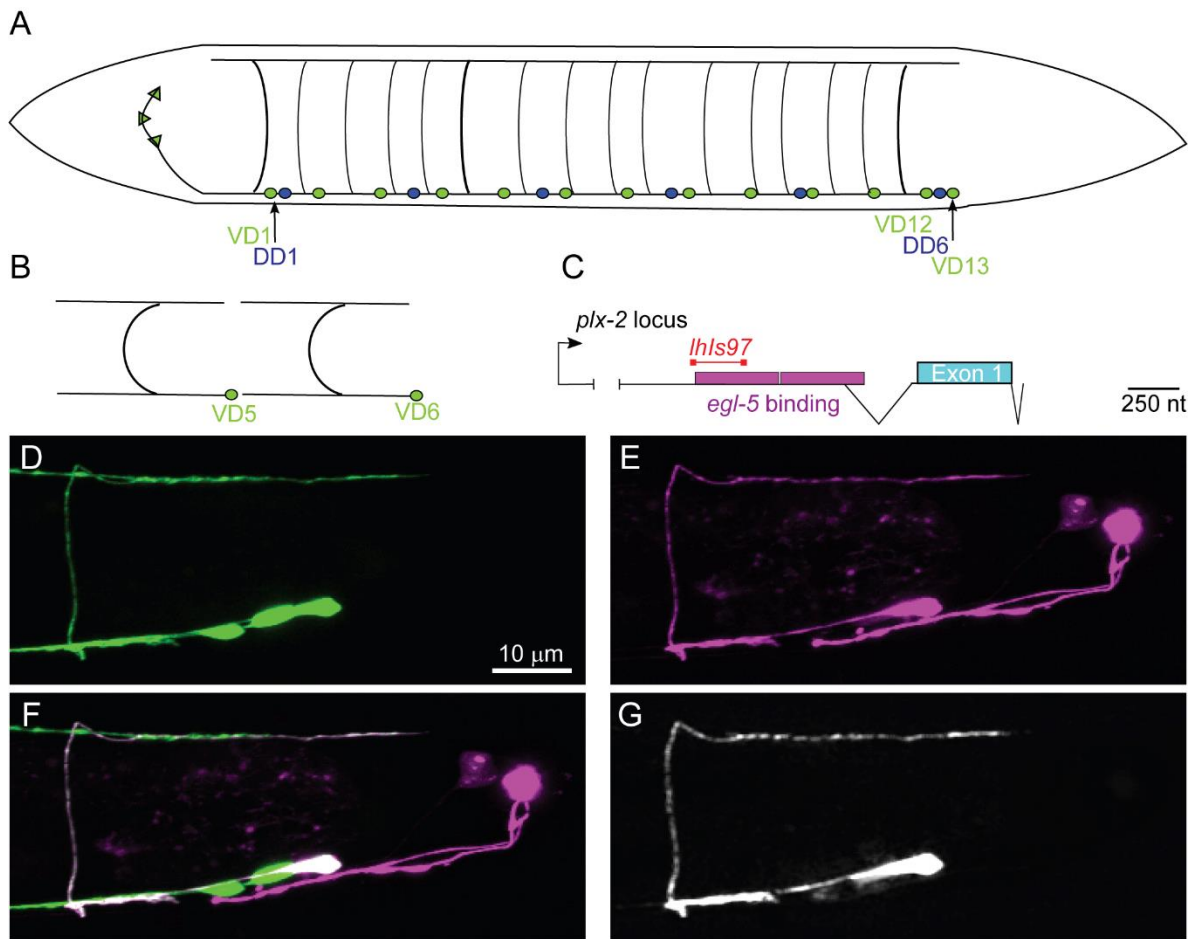 A
VD1
DD1
VD12
DD6
VD13
B
VD5
VD6
C
plx-2 locus
lhIs97
egl-5 binding
Exon 1
250 nt
D
10 μm
E
F
G